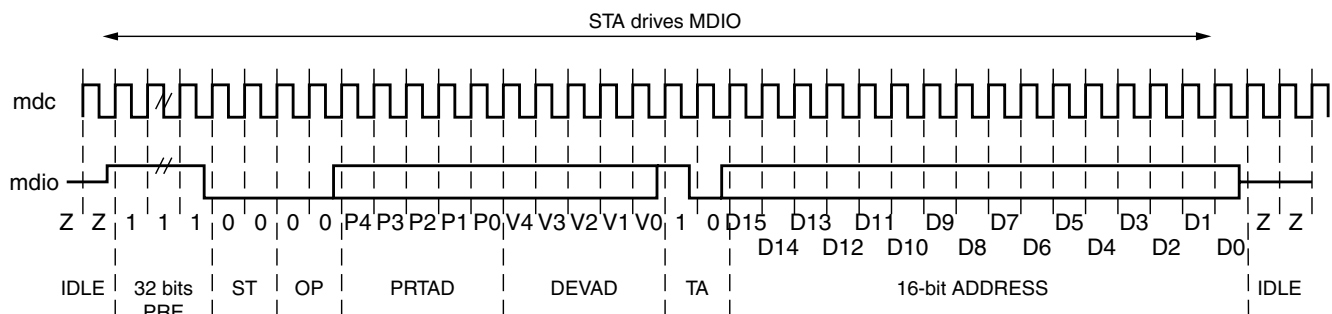 STA drives MDIO
mdc
mdio
Z Z 1 1 1 0 0 0 0 P4 P3 P2 P1 P0 V4 V3 V2 V1 V0 1 0 D15 D13 D11 D9 D7 D5 D3 D1 Z Z
D14 D12 D10 D8 D6 D4 D2 D0
IDLE 32 bits ST OP PRTAD DEVAD TA 16-bit ADDRESS IDLE
PRE